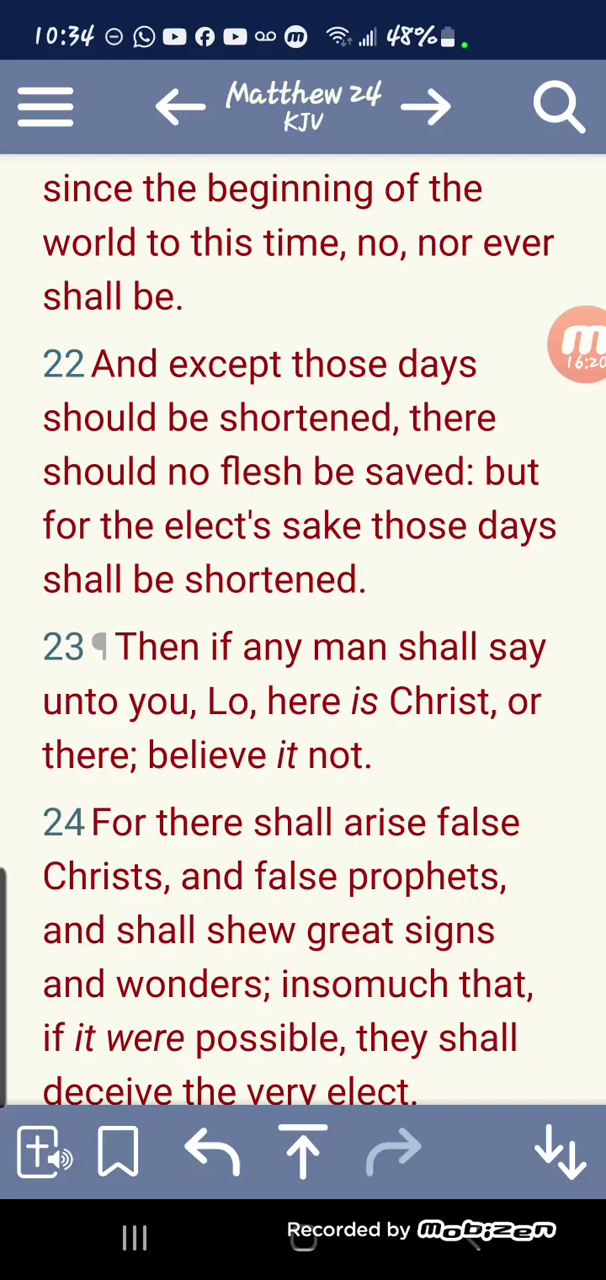 10:34 48%
Matthew 24
KJV
since the beginning of the
world to this time, no, nor ever
shall be.
m
16:20
22 And except those days
should be shortened, there
should no flesh be saved: but
for the elect's sake those days
shall be shortened.
23 ¶ Then if any man shall say
unto you, Lo, here is Christ, or
there; believe it not.
24 For there shall arise false
Christs, and false prophets,
and shall shew great signs
and wonders; insomuch that,
if it were possible, they shall
deceive the very elect.
Recorded by mobizen